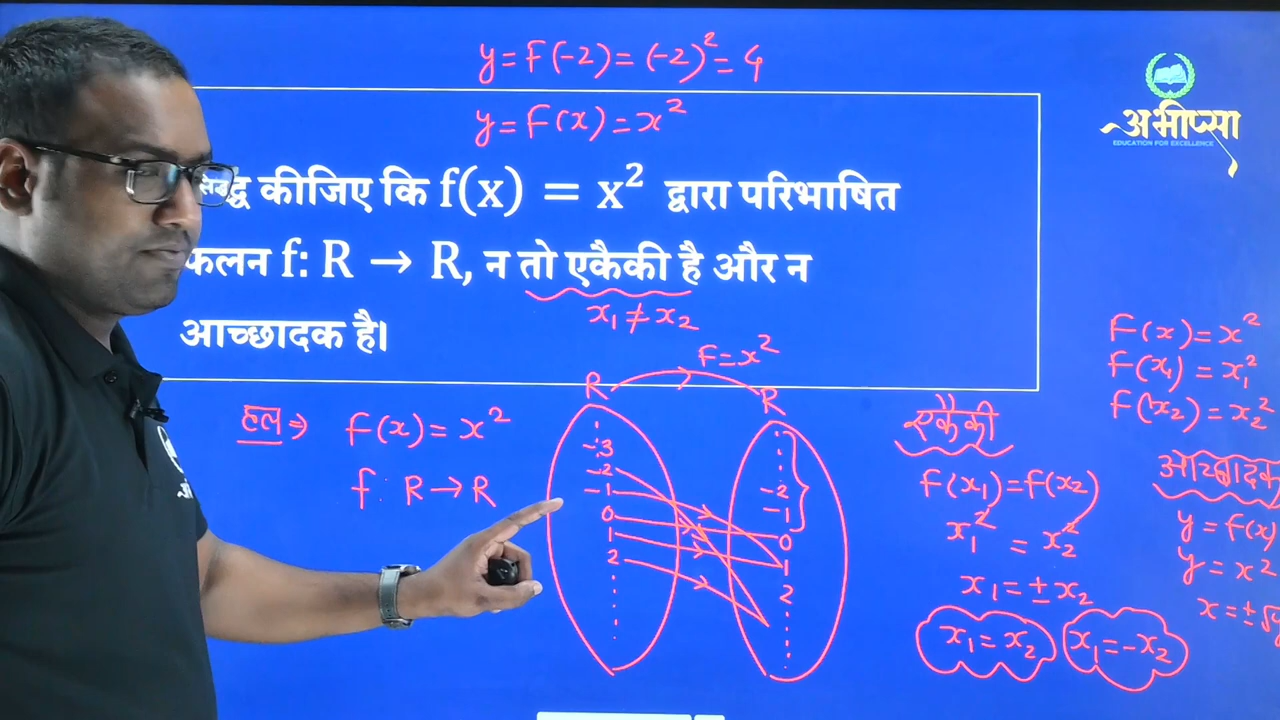 y = f(-2) = (-2)² = 4
y = f(x) = x²
अभीप्सा
EDUCATION FOR EXCELLENCE
कीजिए कि f(x) = x² द्वारा परिभाषित
फलन f: R → R, न तो एकैकी है और न
x₁ ≠ x₂
आच्छादक है।
f = x²
R R
हल ⇒ f(x) = x²
f: R → R
-3
-2
-1
0
1
2
-2
-1
0
1
2
एकैकी
f(x₁) = f(x₂)
x₁² = x₂²
x₁ = ± x₂
x₁ = x₂ x₁ = -x₂
F(x) = x²
F(x₁) = x₁²
F(x₂) = x₂²
आच्छादक
y = f(x)
y = x²
x = ±√